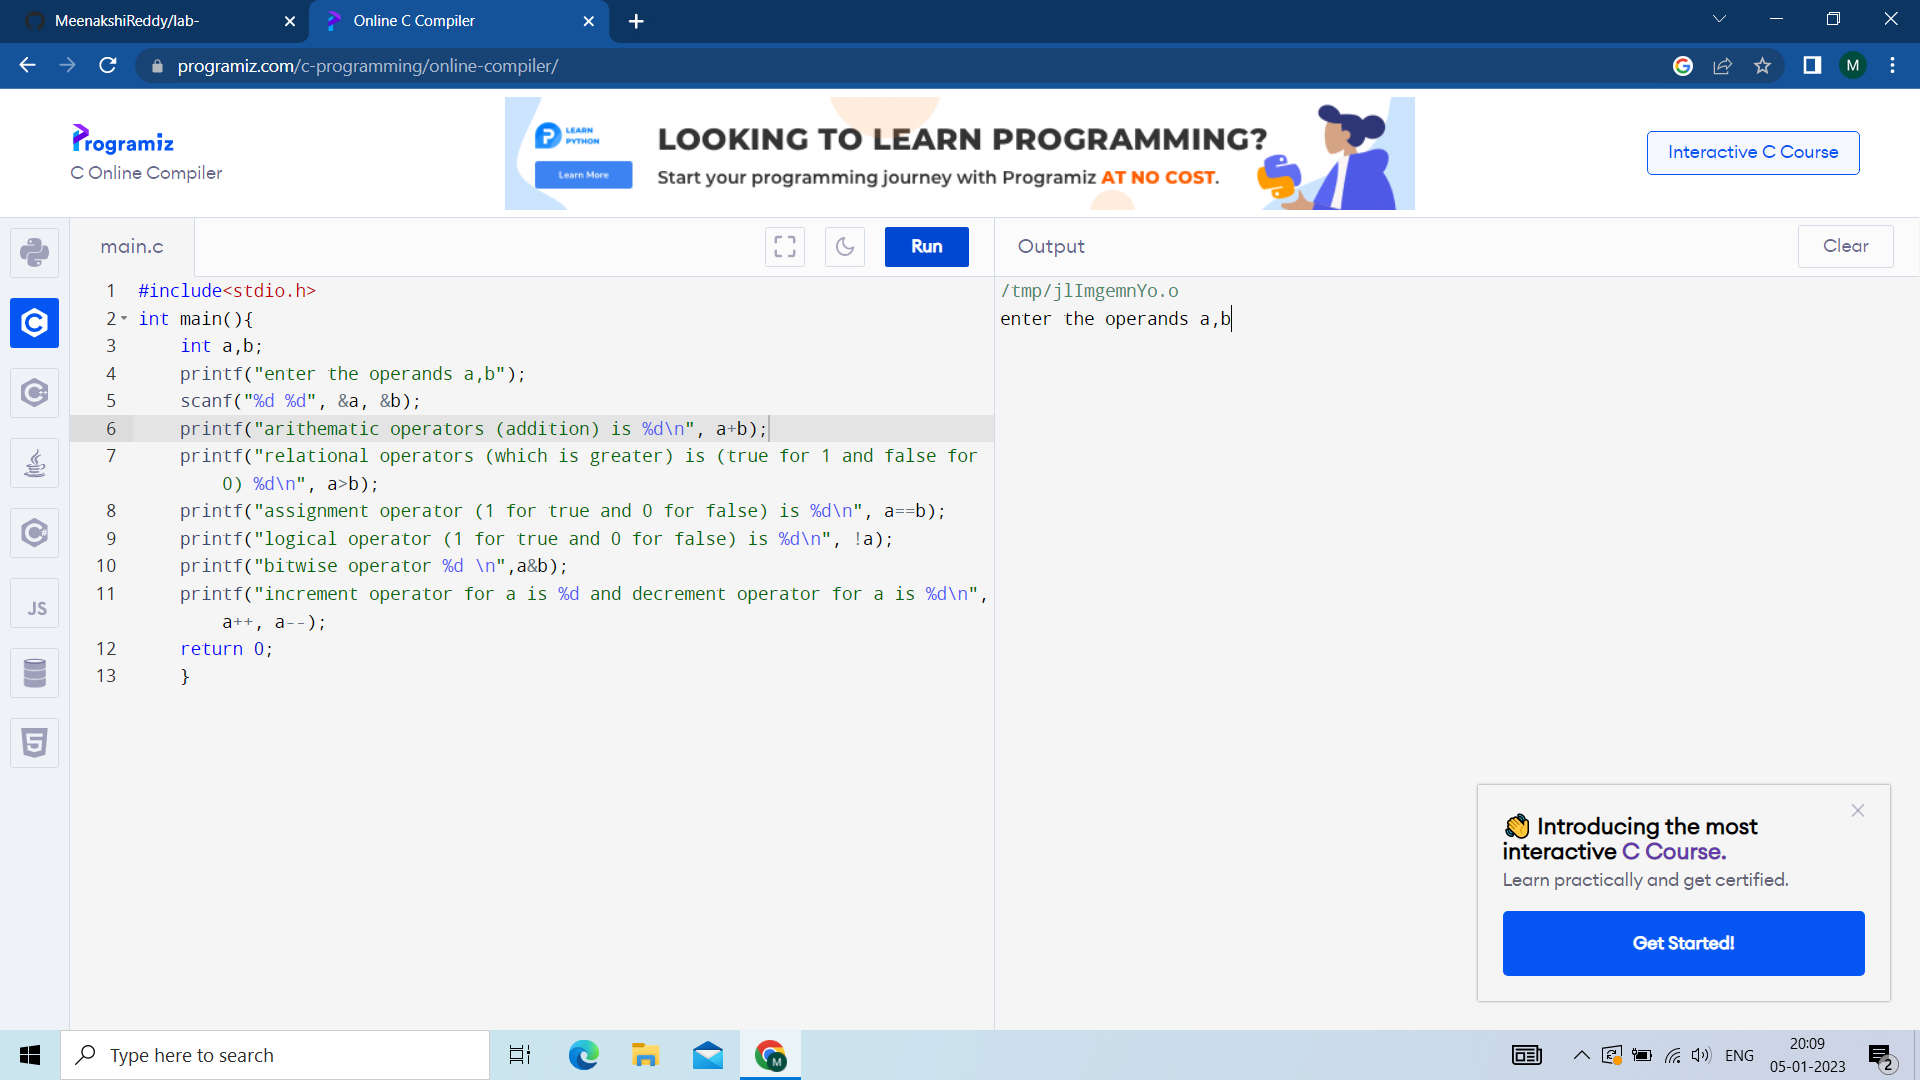 MeenakshiReddy/lab-
Online C Compiler
programiz.com/c-programming/online-compiler/
M
Programiz
C Online Compiler
LEARN
PYTHON
Learn More
LOOKING TO LEARN PROGRAMMING?
Start your programming journey with Programiz AT NO COST.
Interactive C Course
main.c
Run
Output
Clear
1 #include<stdio.h>
2 int main(){
3 int a,b;
4 printf("enter the operands a,b");
5 scanf("%d %d", &a, &b);
6 printf("arithematic operators (addition) is %d\n", a+b);
7 printf("relational operators (which is greater) is (true for 1 and false for
0) %d\n", a>b);
8 printf("assignment operator (1 for true and 0 for false) is %d\n", a==b);
9 printf("logical operator (1 for true and 0 for false) is %d\n", !a);
10 printf("bitwise operator %d \n",a&b);
11 printf("increment operator for a is %d and decrement operator for a is %d\n",
a++, a--);
12 return 0;
13 }
/tmp/jlImgemnYo.o
enter the operands a,b
JS
👋 Introducing the most
interactive C Course.
Learn practically and get certified.
Get Started!
Type here to search
M
ENG
20:09
05-01-2023
2